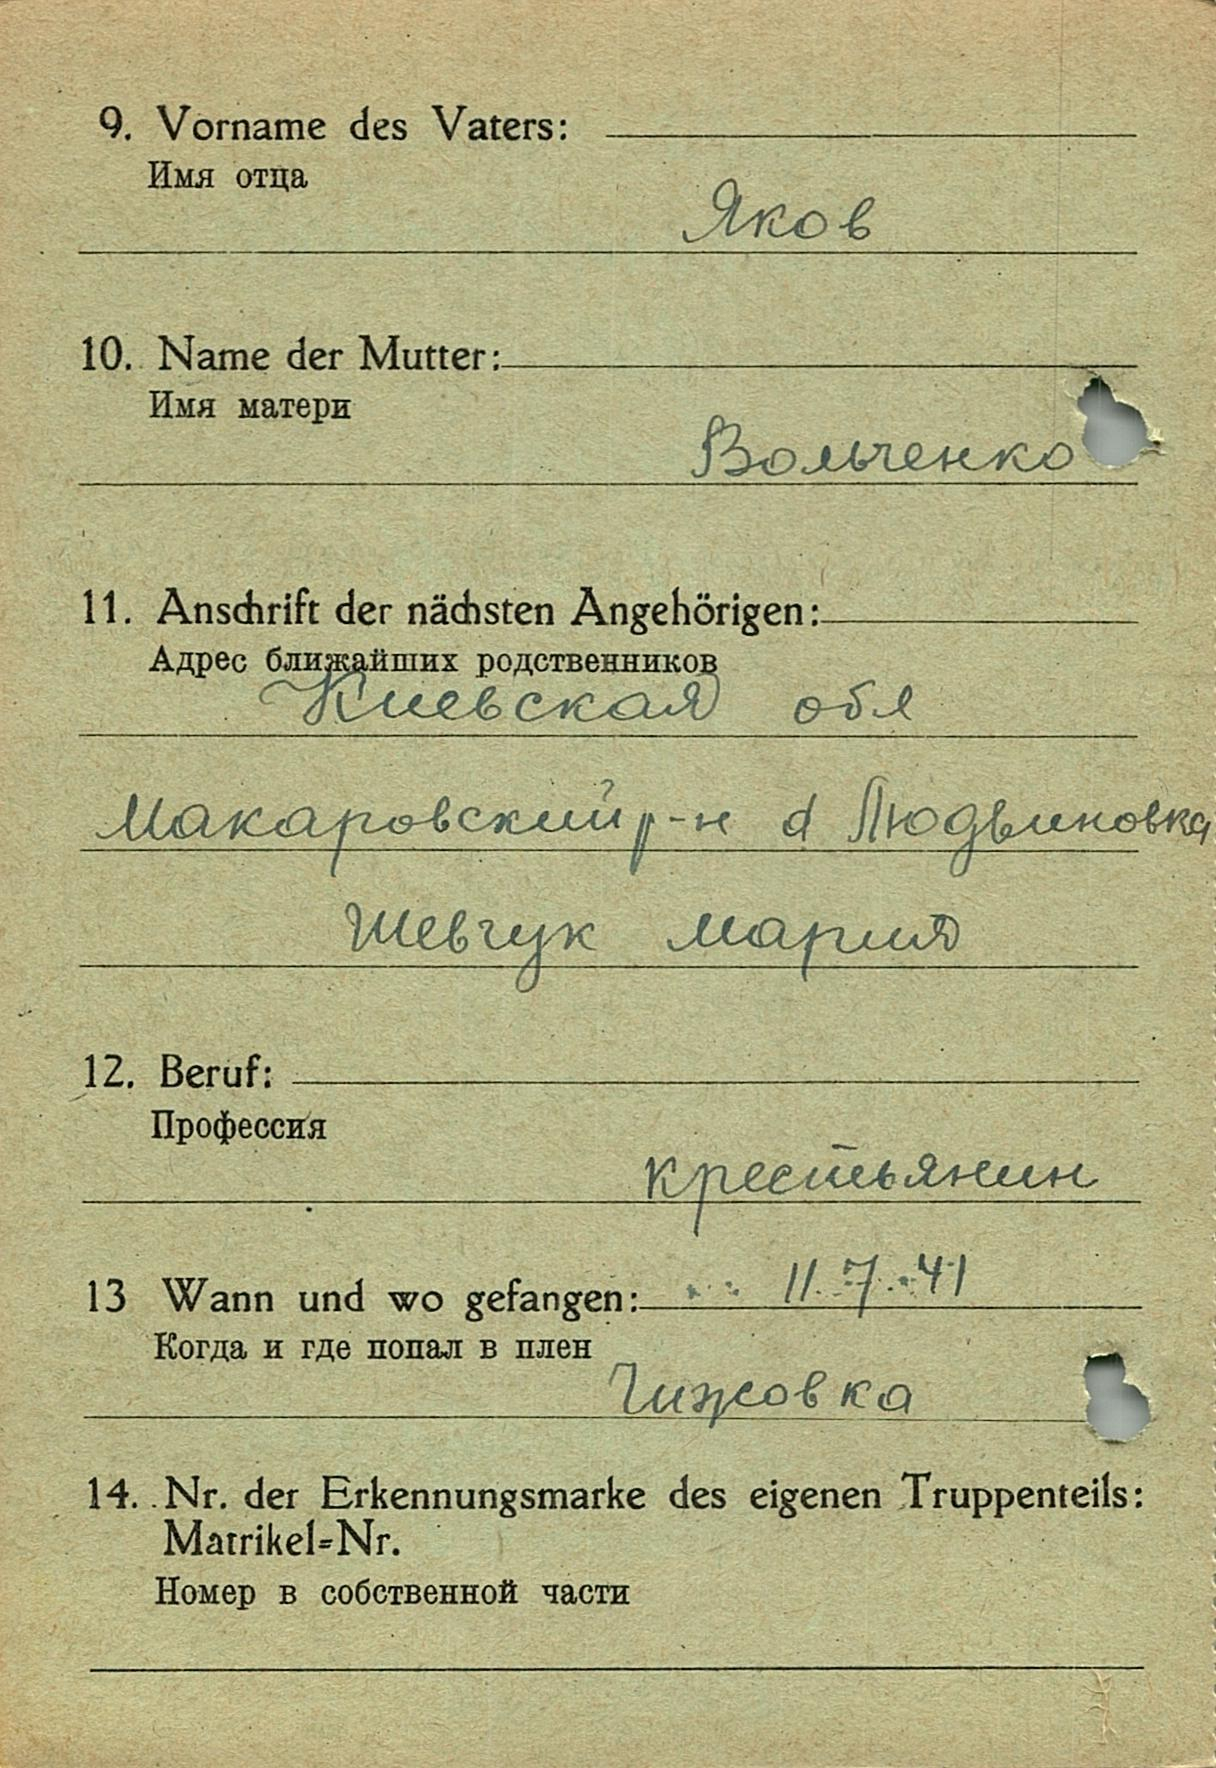 9. Vorname des Vaters:
Имя отца
Яков
10. Name der Mutter:
Имя матери
Вольченко
11. Anschrift der nächsten Angehörigen:
Адрес ближайших родственников
Киевская обл
Макаровский р-н d Людвиновка
Шевчук Мария
12. Beruf:
Профессия
крестьянин
13 Wann und wo gefangen: 11.7.41
Когда и где попал в плен
Чижовка
14. Nr. der Erkennungsmarke des eigenen Truppenteils:
Matrikel=Nr.
Номер в собственной части